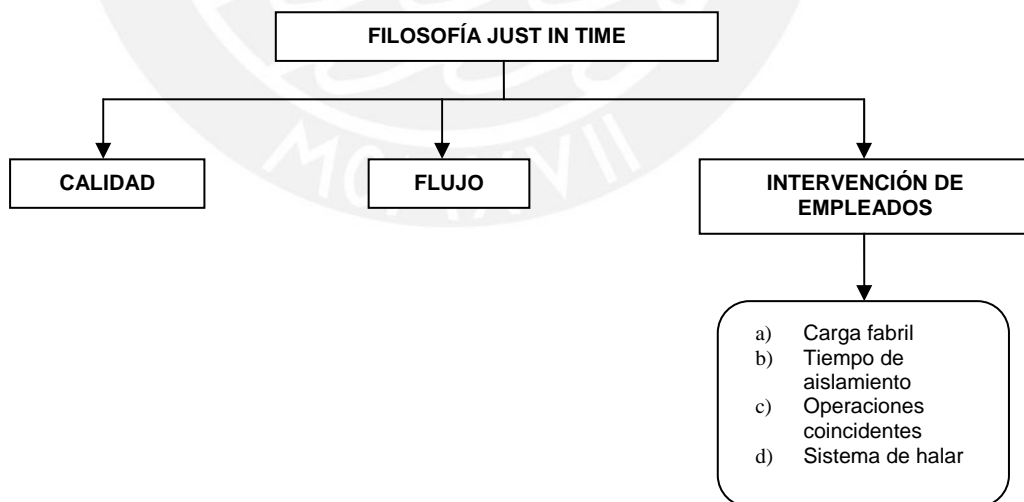 FILOSOFÍA JUST IN TIME
MCMXVII
CALIDAD
FLUJO
INTERVENCIÓN DE
EMPLEADOS
a) Carga fabril
b) Tiempo de
aislamiento
c) Operaciones
coincidentes
d) Sistema de halar